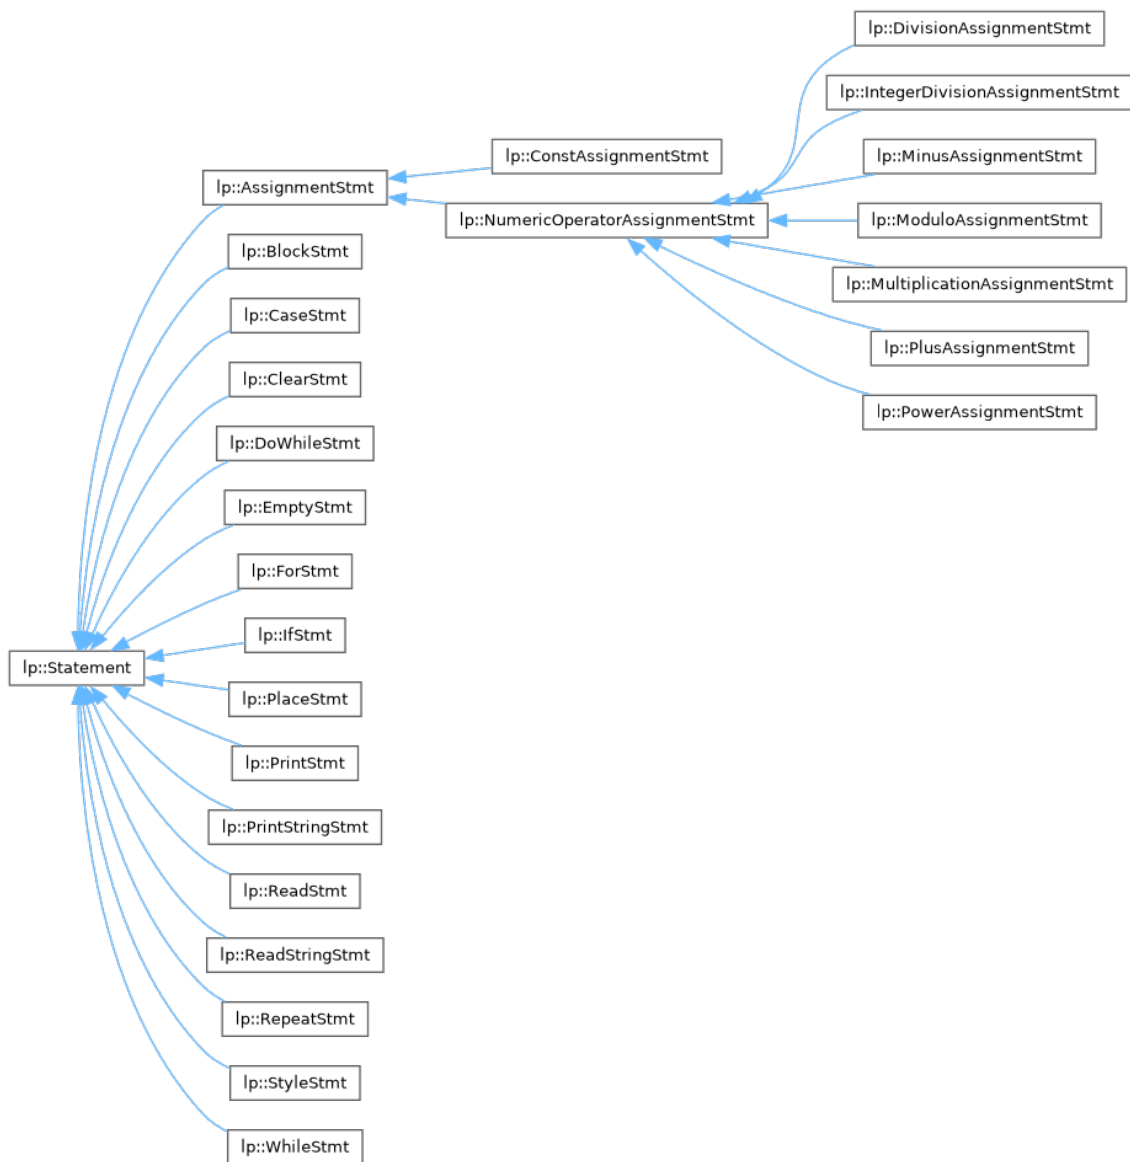 lp::DivisionAssignmentStmt
lp::IntegerDivisionAssignmentStmt
lp::ConstAssignmentStmt
lp::MinusAssignmentStmt
lp::AssignmentStmt
lp::NumericOperatorAssignmentStmt
lp::ModuloAssignmentStmt
lp::BlockStmt
lp::MultiplicationAssignmentStmt
lp::CaseStmt
lp::PlusAssignmentStmt
lp::ClearStmt
lp::PowerAssignmentStmt
lp::DoWhileStmt
lp::EmptyStmt
lp::ForStmt
lp::IfStmt
lp::Statement
lp::PlaceStmt
lp::PrintStmt
lp::PrintStringStmt
lp::ReadStmt
lp::ReadStringStmt
lp::RepeatStmt
lp::StyleStmt
lp::WhileStmt